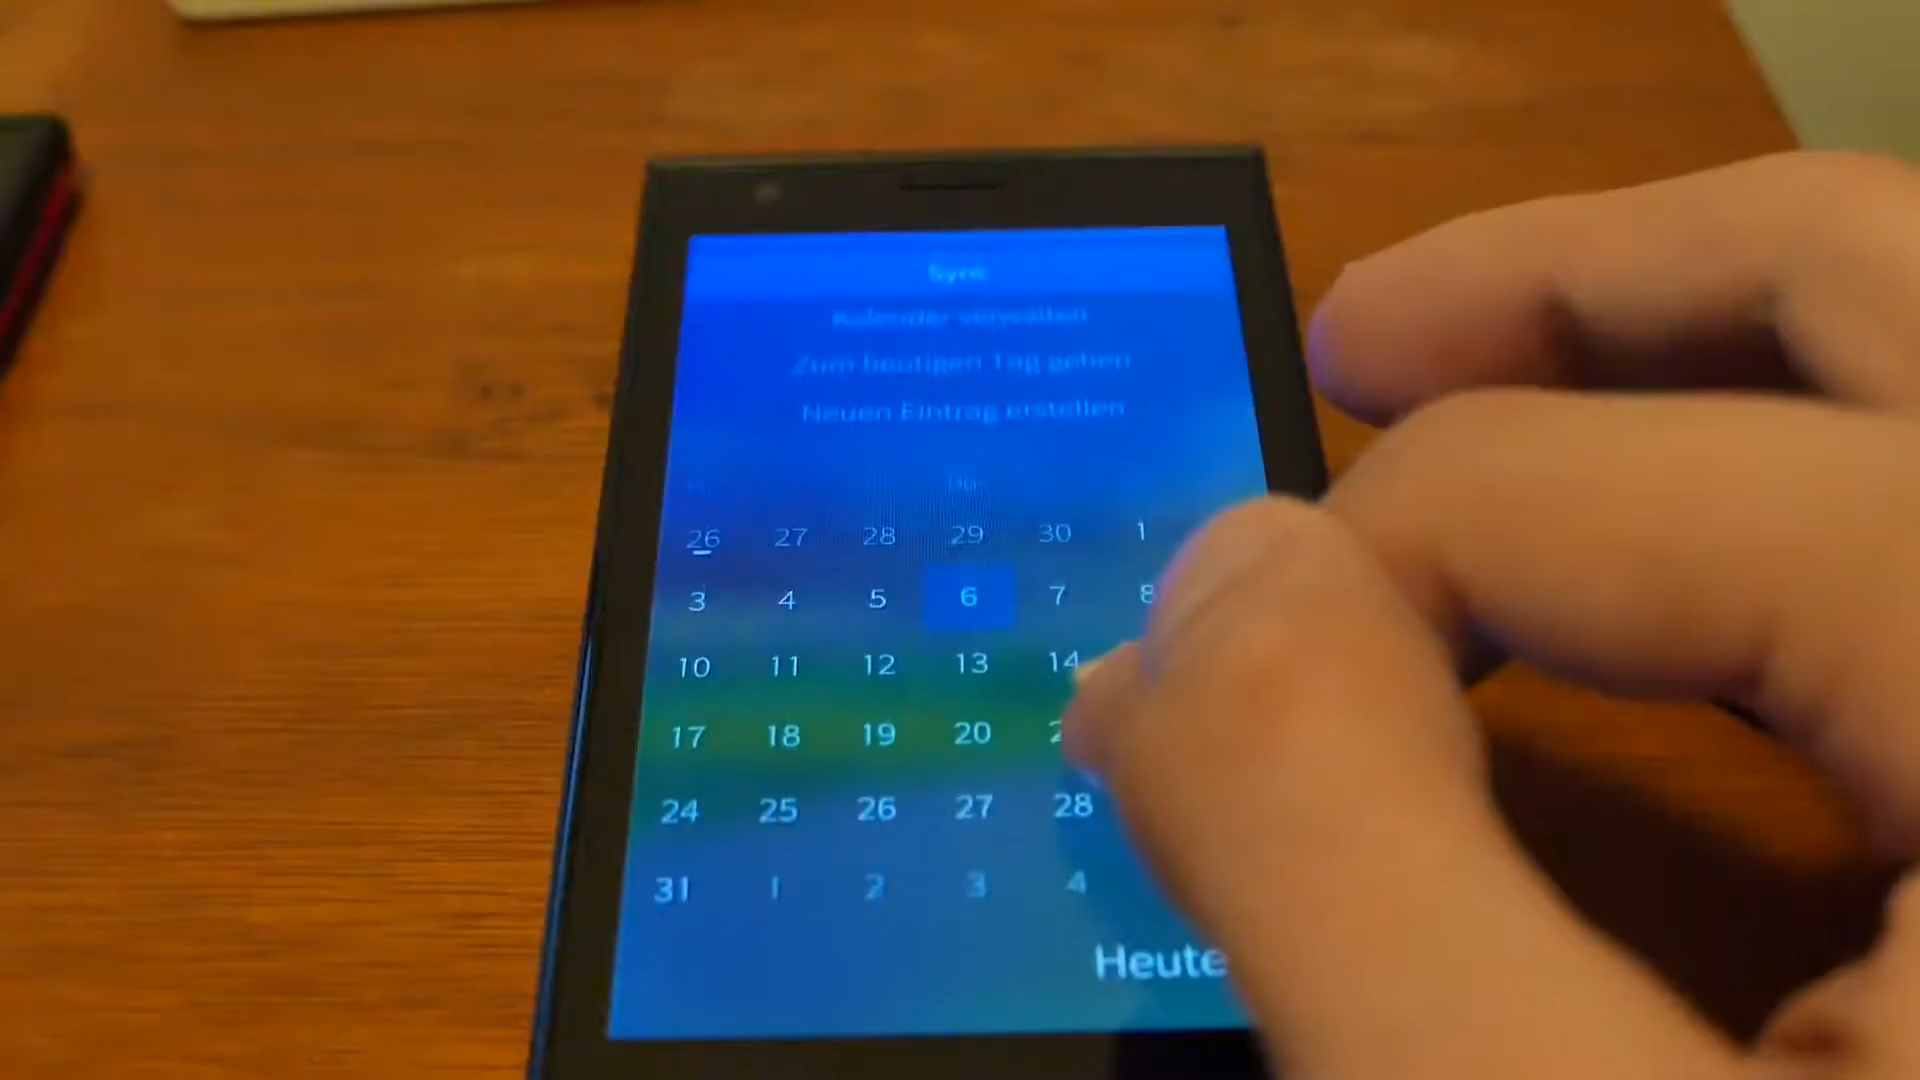 Sync
Kalender verwalten
Zum heutigen Tag gehen
Neuen Eintrag erstellen
Do
26 27 28 29 30 1
3 4 5 6 7 8
10 11 12 13 14
17 18 19 20
24 25 26 27 28
31 1 2 3 4
Heute